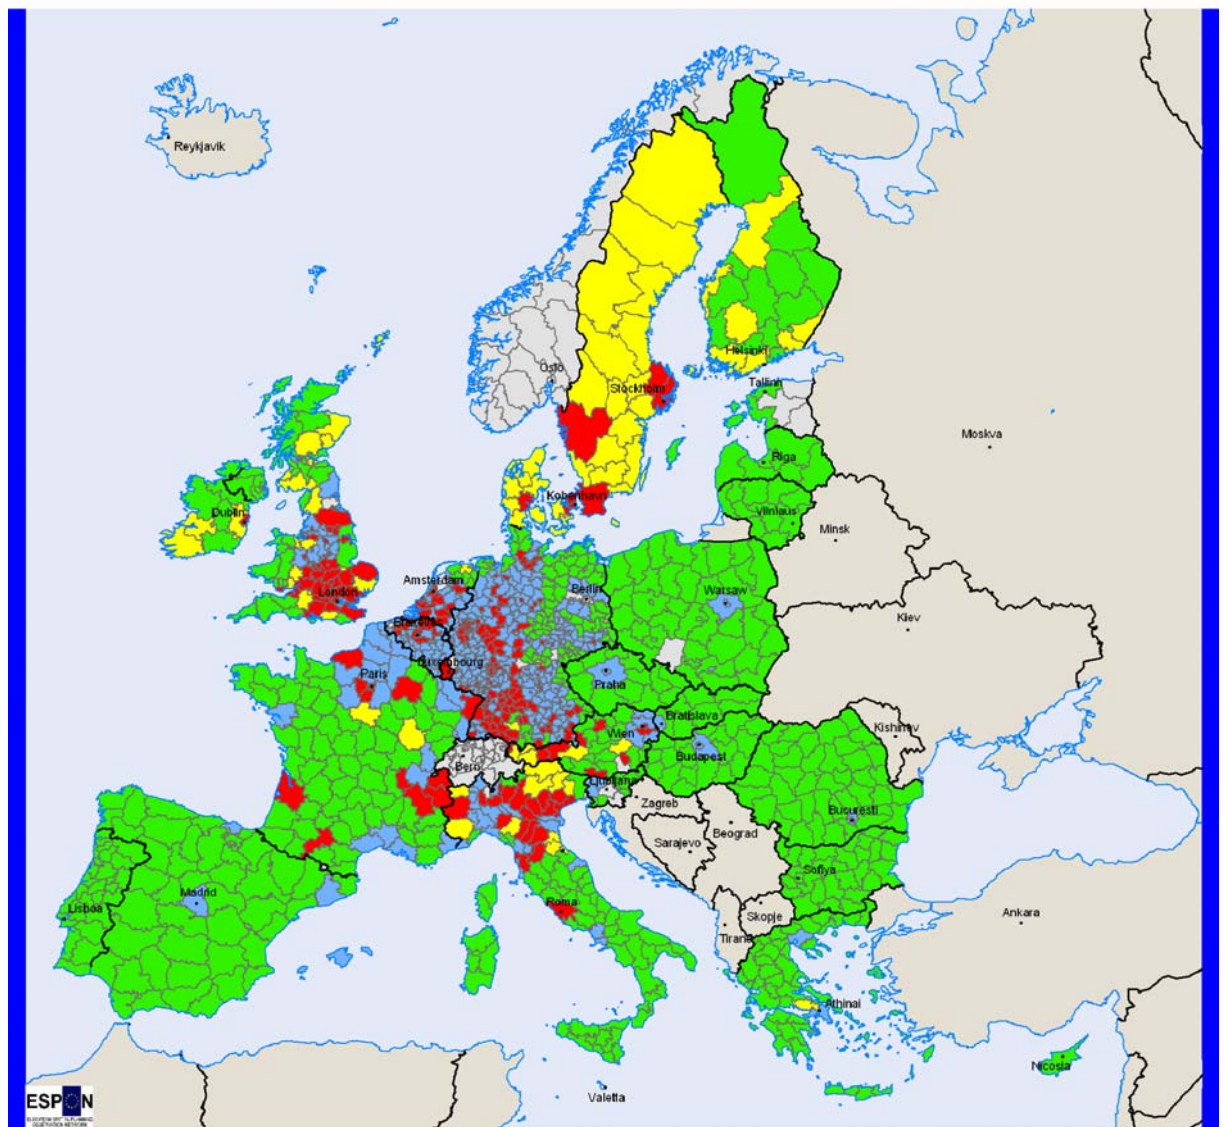 Reykjavik
Oslo
Helsinki
Stockholm
Tallinn
Moskva
Riga
Kobenhavn
Dublin
Vilniaus
Minsk
Amsterdam
Berlin
London
Warsaw
Kiev
Luxembourg
Paris
Praha
Bratislava
Kishinev
Wien
Budapest
Bern
Ljubljana
Zagreb
Bucuresti
Beograd
Sarajevo
Sofiya
Madrid
Lisboa
Roma
Skopje
Ankara
Tirana
Athinai
Nicosia
Valetta
ESPON